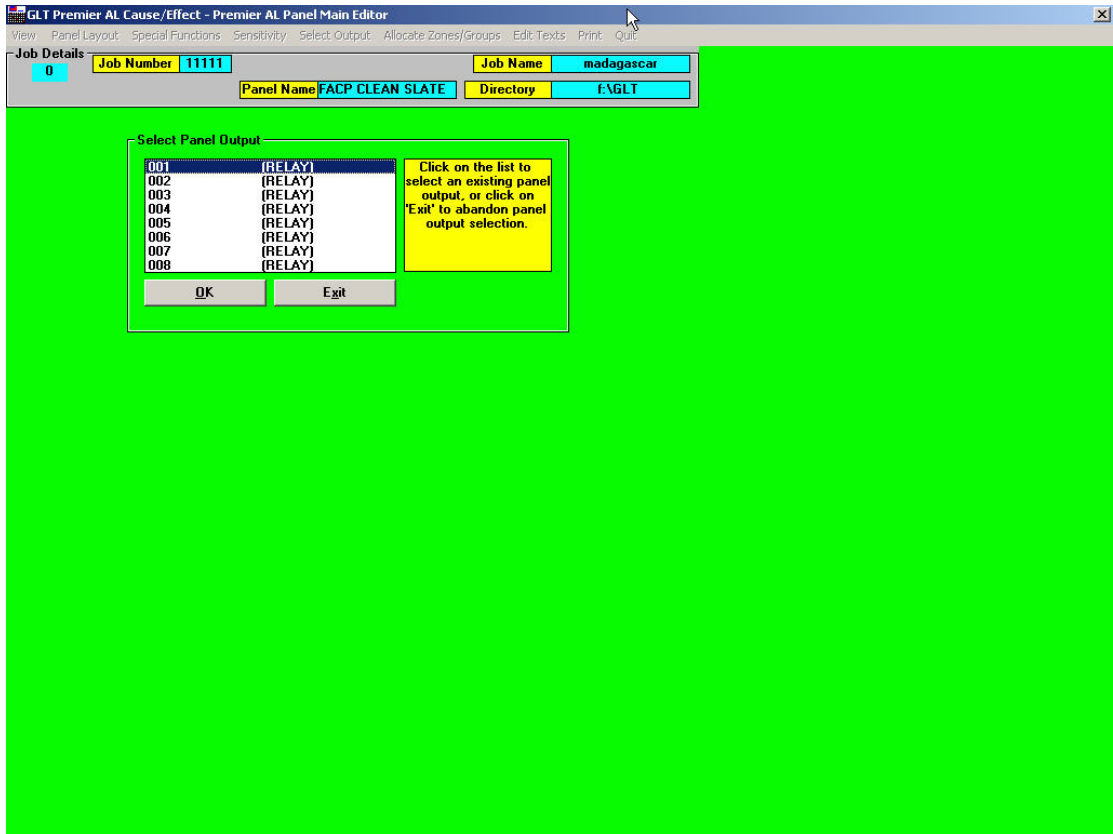 GLT Premier AL Cause/Effect - Premier AL Panel Main Editor
View Panel Layout Special Functions Sensitivity Select Output Allocate Zones/Groups Edit Texts Print Quit
Job Details
0 Job Number 11111 Job Name madagascar
Panel Name FACP CLEAN SLATE Directory f:\GLT
Select Panel Output
001 (RELAY)
002 (RELAY)
003 (RELAY)
004 (RELAY)
005 (RELAY)
006 (RELAY)
007 (RELAY)
008 (RELAY)
Click on the list to
select an existing panel
output, or click on
'Exit' to abandon panel
output selection.
OK Exit